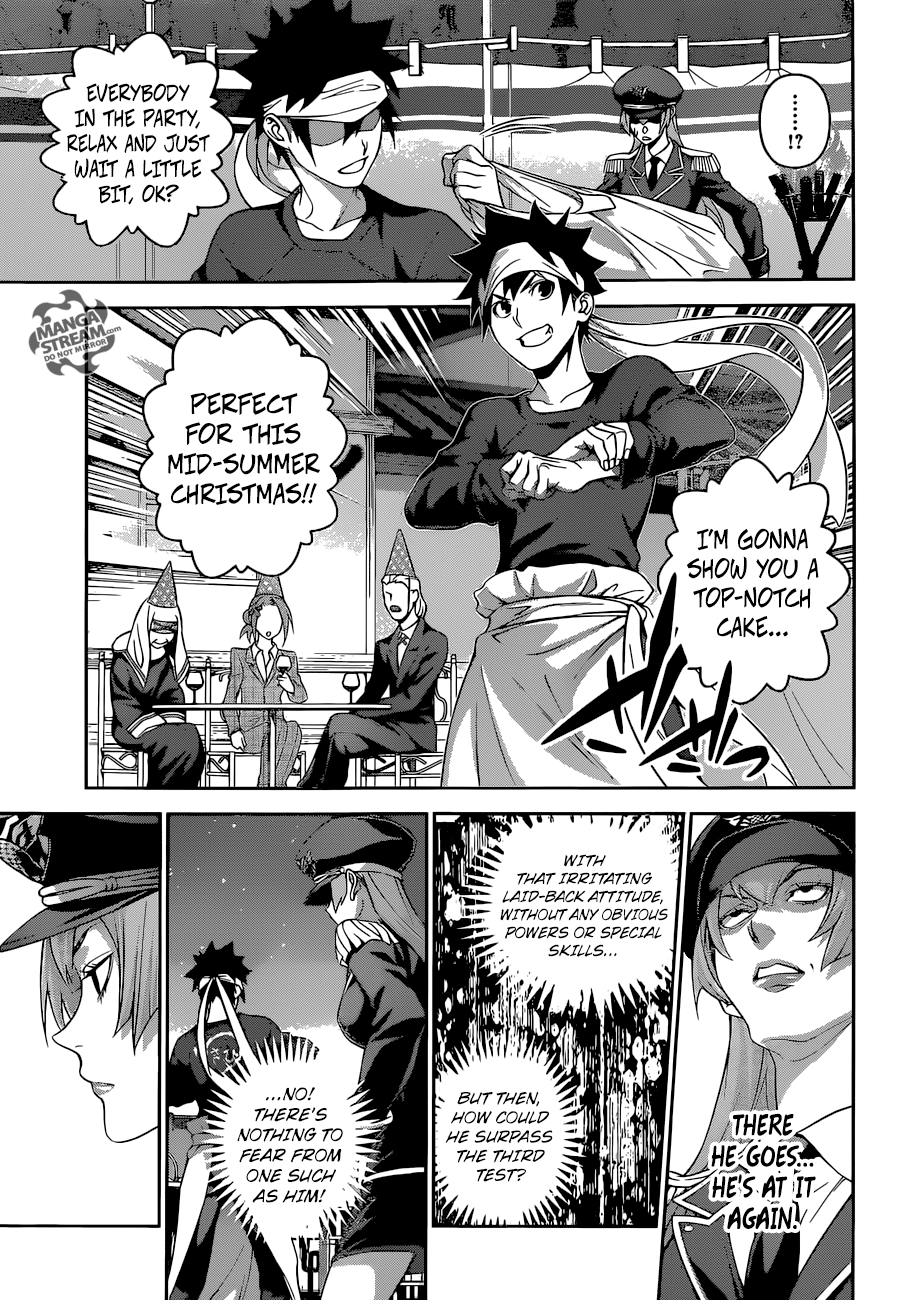 ......
!?
EVERYBODY
IN THE PARTY,
RELAX AND JUST
WAIT A LITTLE
BIT, OK?
MANGA
STREAM.com
DO NOT MIRROR
I'M GONNA
SHOW YOU A
TOP-NOTCH
CAKE...
PERFECT
FOR THIS
MID-SUMMER
CHRISTMAS!!
THERE
HE GOES...
HE'S AT IT
AGAIN!
WITH
THAT IRRITATING
LAID-BACK ATTITUDE,
WITHOUT ANY OBVIOUS
POWERS OR SPECIAL
SKILLS...
BUT THEN,
HOW COULD
HE SURPASS
THE THIRD
TEST?
...NO!
THERE'S
NOTHING TO
FEAR FROM
ONE SUCH
AS HIM!